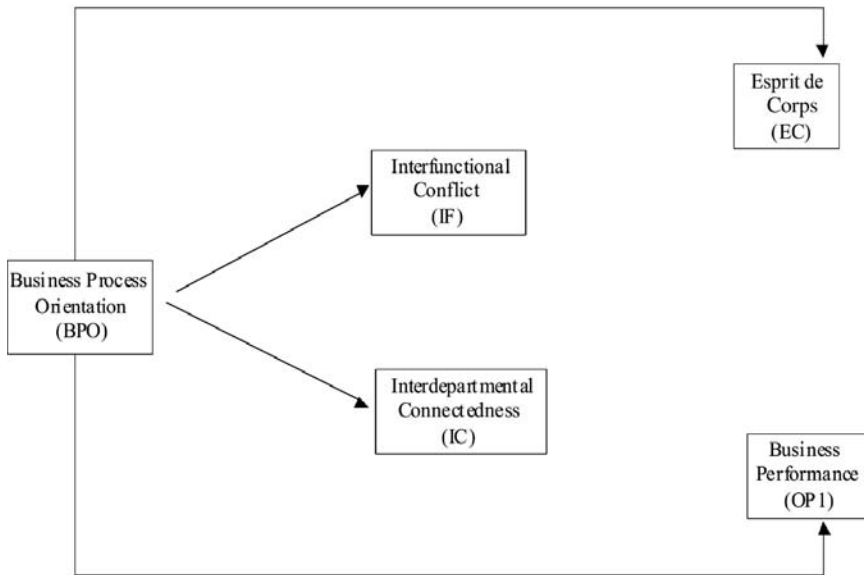 Esprit de
Corps
(EC)
Interfunctional
Conflict
(IF)
Business Process
Orientation
(BPO)
Interdepartmental
Connectedness
(IC)
Business
Performance
(OP1)